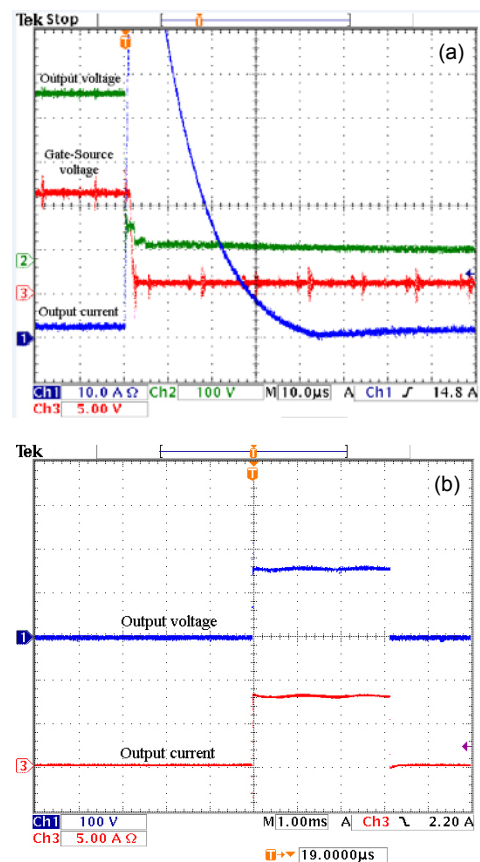 Tek Stop
T
T
(a)
Output voltage
Gate-Source
voltage
2
3
Output current
1
Ch1 10.0 A Ω Ch2 100 V M 10.0µs A Ch1 14.8 A
Ch3 5.00 V
Tek
T
T
(b)
Output voltage
1
Output current
3
Ch1 100 V M 1.00ms A Ch3 2.20 A
Ch3 5.00 A Ω
T 19.0000µs